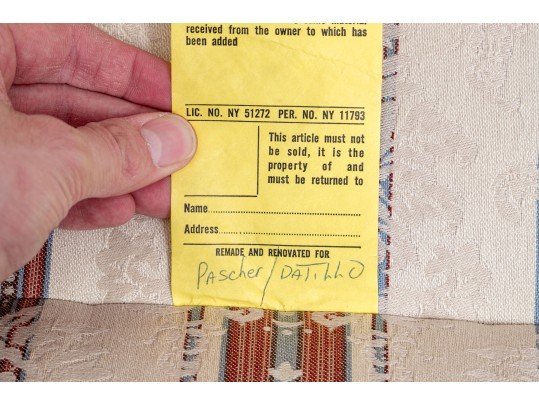 received from the owner to which has
been added
LIC. NO. NY 51272 PER. NO. NY 11793
This article must not
be sold, it is the
property of and
must be returned to
Name
Address
REMADE AND RENOVATED FOR
PAscher / DATILLO